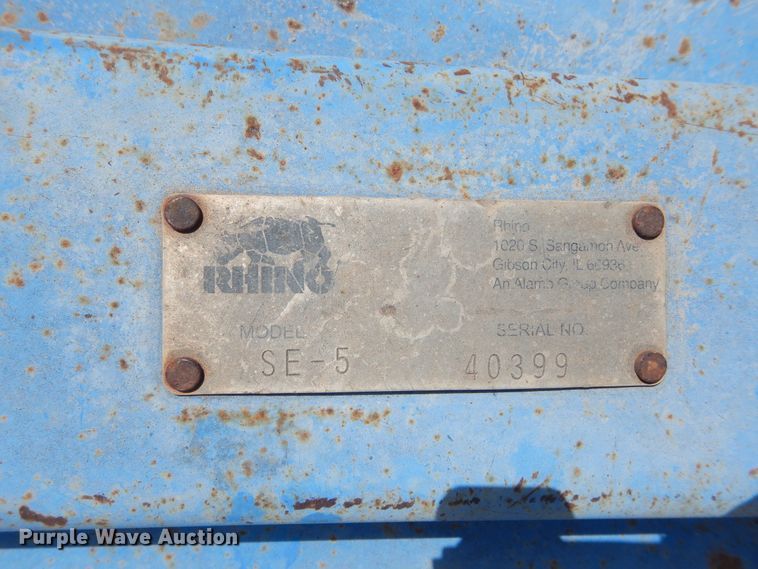 RHINO
Rhino
1020 S. Sangamon Ave.
Gibson City, IL 60936
An Alamo Group Company
MODEL
SERIAL NO.
SE-5
40399
Purple Wave Auction